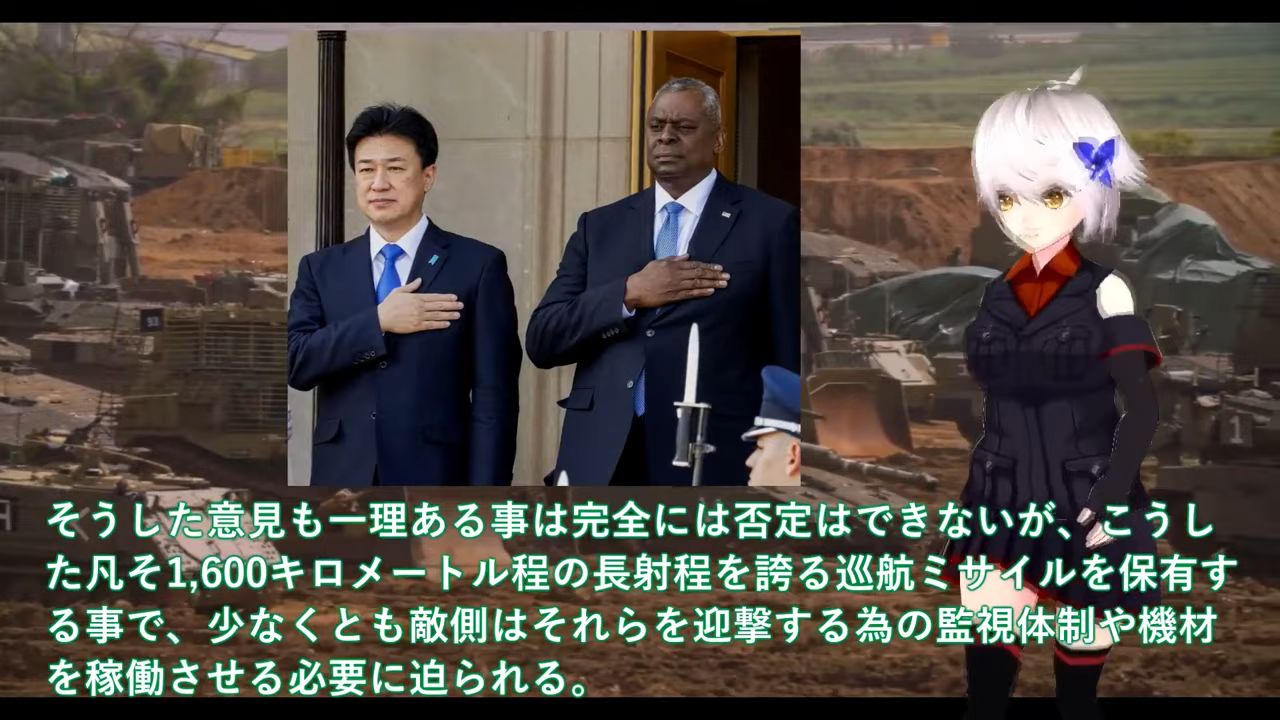 そうした意見も一理ある事は完全には否定はできないが、こうし
た凡そ1,600キロメートル程の長射程を誇る巡航ミサイルを保有す
る事で、少なくとも敵側はそれらを迎撃する為の監視体制や機材
を稼働させる必要に迫られる。